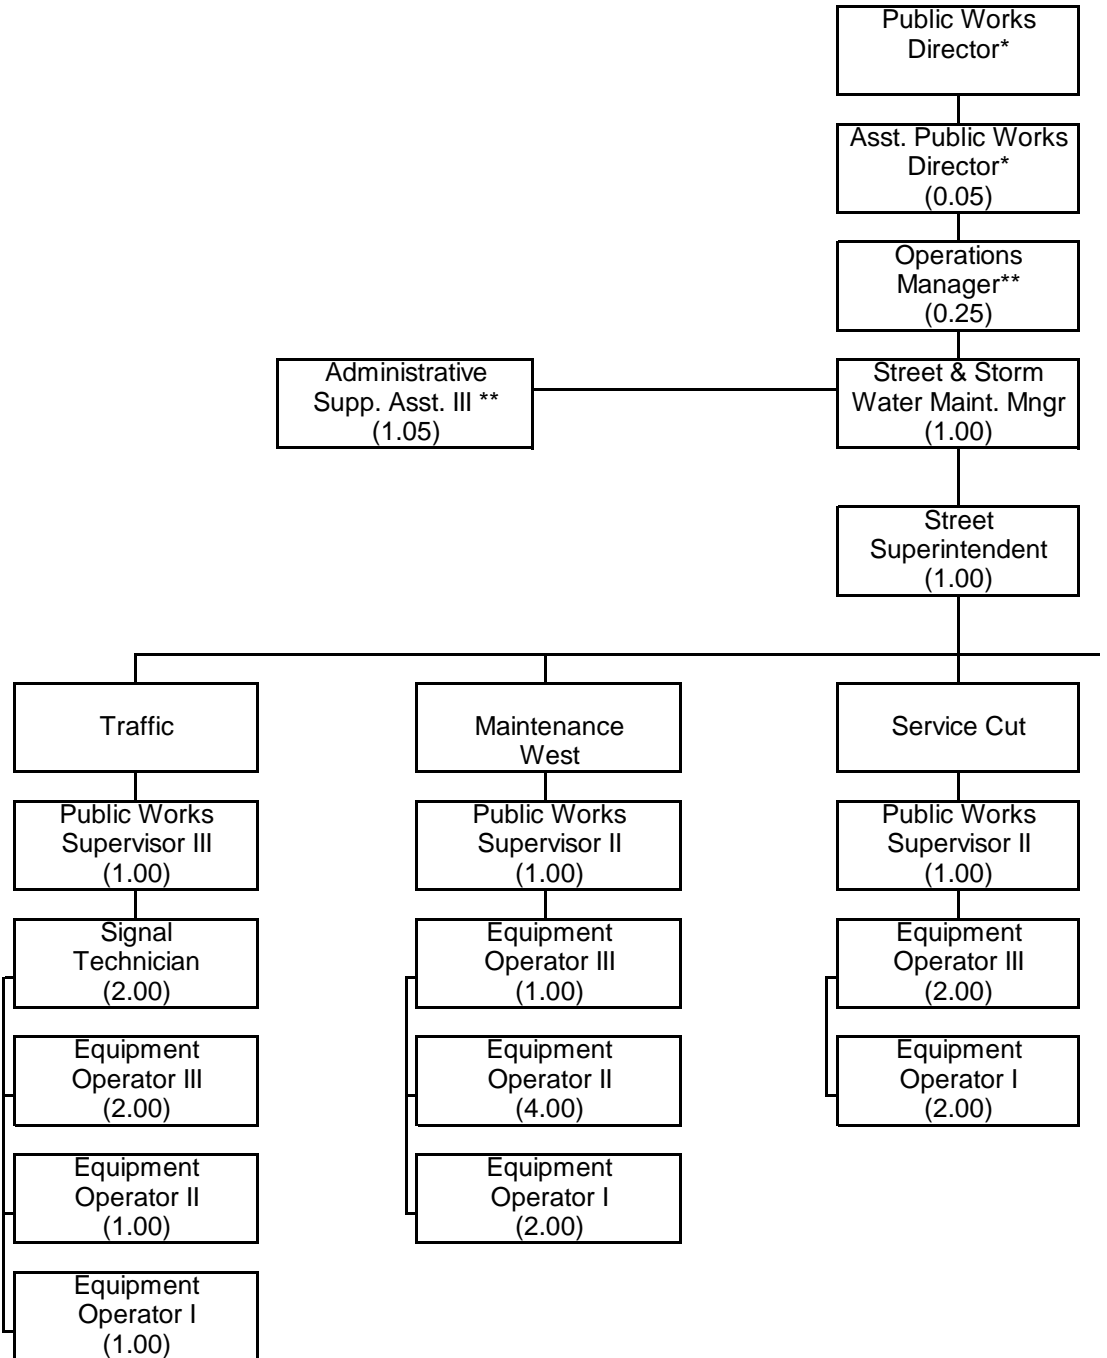 Public Works
Director*
Asst. Public Works
Director*
(0.05)
Operations
Manager**
(0.25)
Administrative
Supp. Asst. III **
(1.05)
Street & Storm
Water Maint. Mngr
(1.00)
Street
Superintendent
(1.00)
Traffic
Public Works
Supervisor III
(1.00)
Signal
Technician
(2.00)
Equipment
Operator III
(2.00)
Equipment
Operator II
(1.00)
Equipment
Operator I
(1.00)
Maintenance
West
Public Works
Supervisor II
(1.00)
Equipment
Operator III
(1.00)
Equipment
Operator II
(4.00)
Equipment
Operator I
(2.00)
Service Cut
Public Works
Supervisor II
(1.00)
Equipment
Operator III
(2.00)
Equipment
Operator I
(2.00)